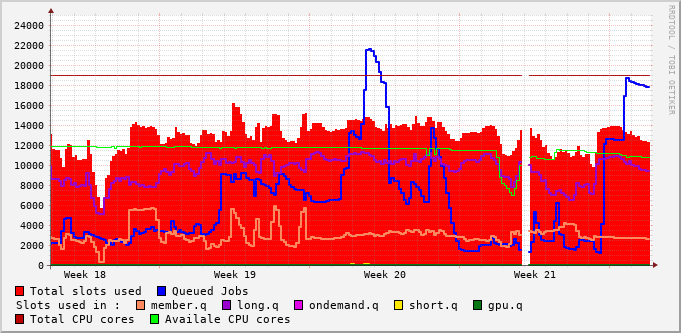 24000
22000
20000
18000
16000
14000
12000
10000
8000
6000
4000
2000
0
Week 18 Week 19 Week 20 Week 21
Total slots used Queued Jobs
Slots used in : member.q long.q ondemand.q short.q gpu.q
Total CPU cores Availale CPU cores
RRDTOOL / TOBI OETIKER